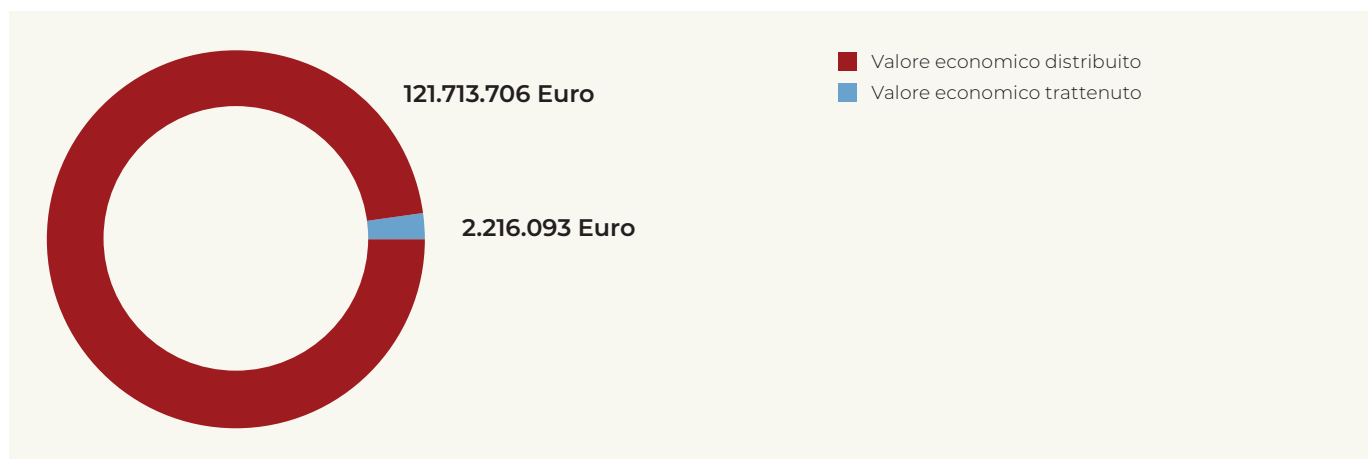 121.713.706 Euro
2.216.093 Euro
Valore economico distribuito
Valore economico trattenuto